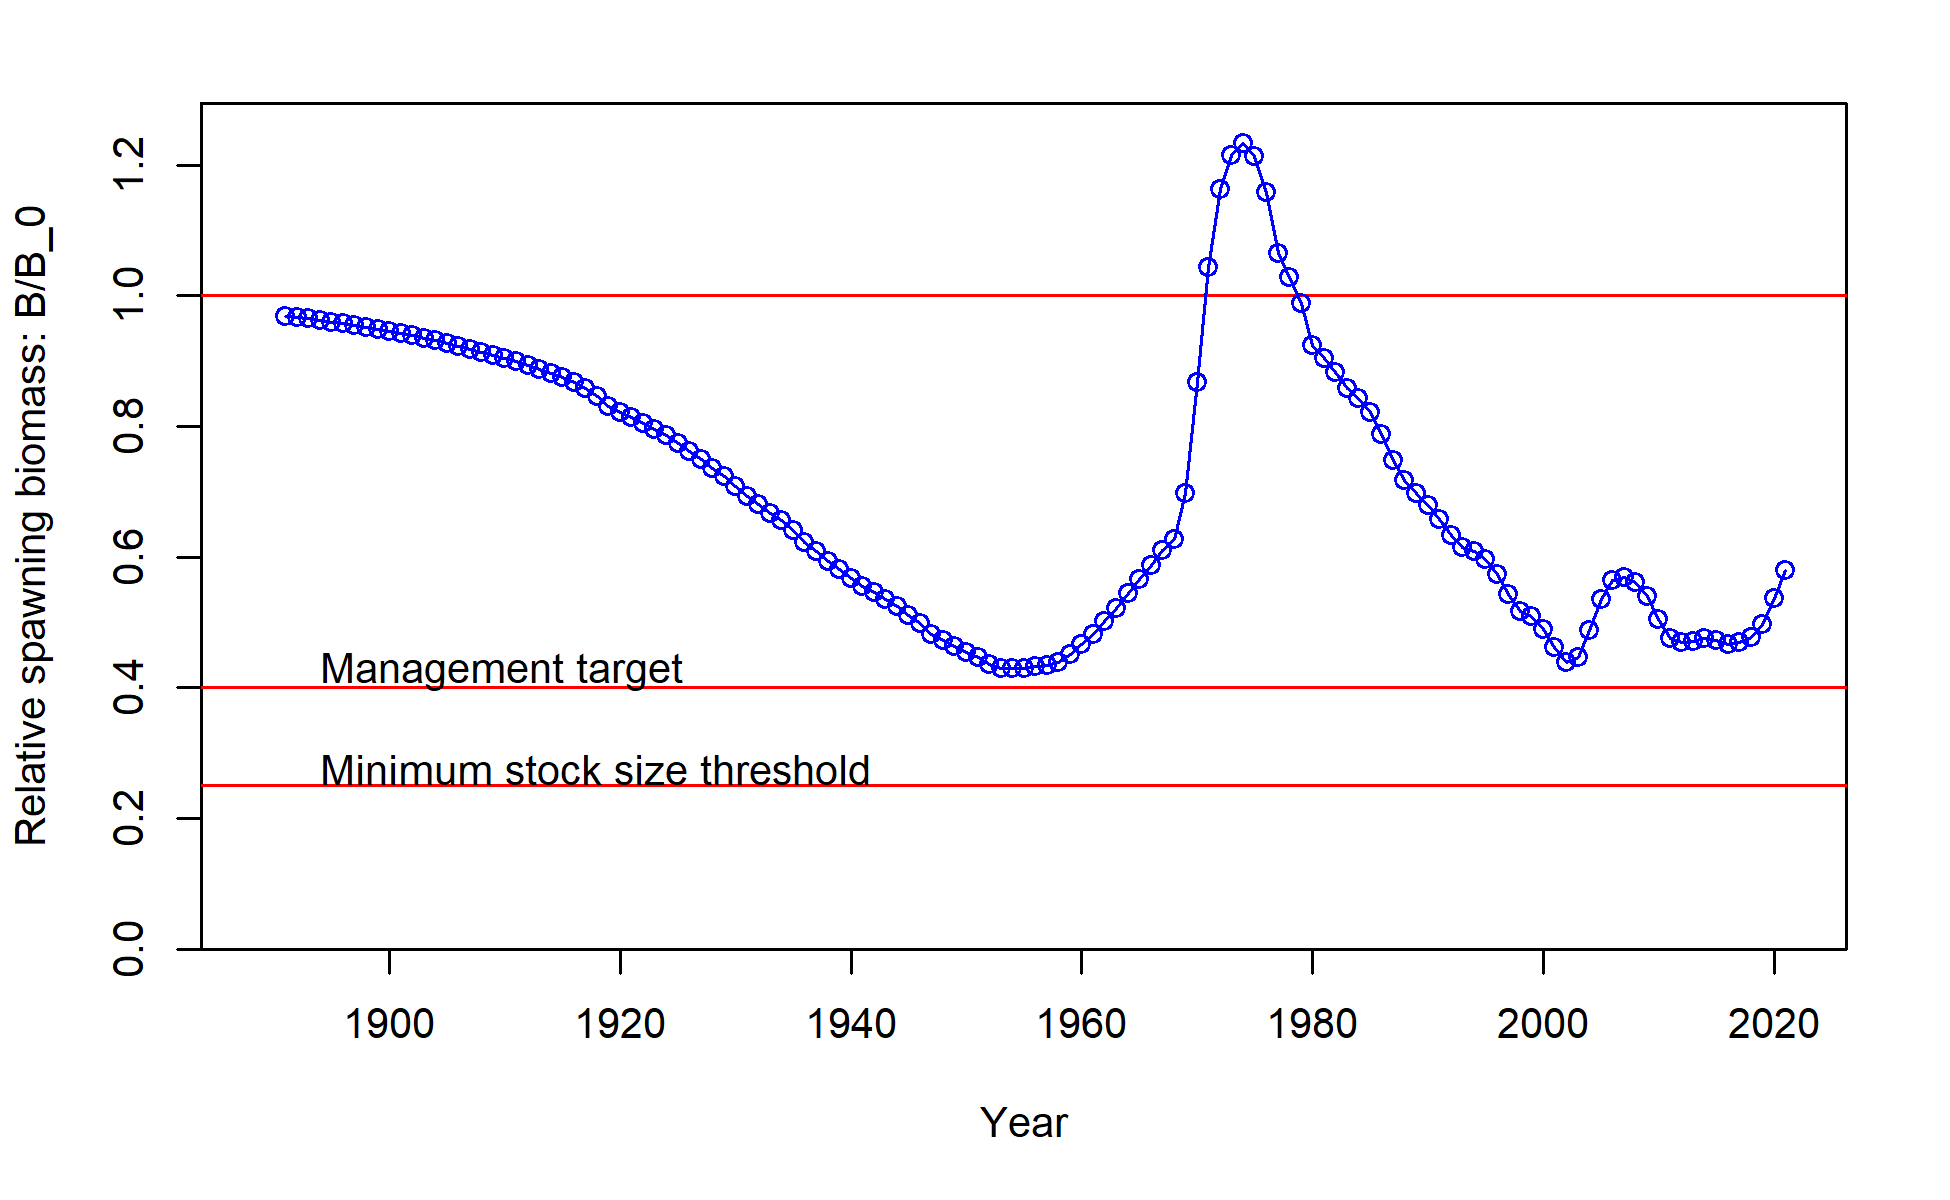 Relative spawning biomass: B/B_0
1.2
1.0
0.8
0.6
0.4
0.2
0.0
Management target
Minimum stock size threshold
1900 1920 1940 1960 1980 2000 2020
Year